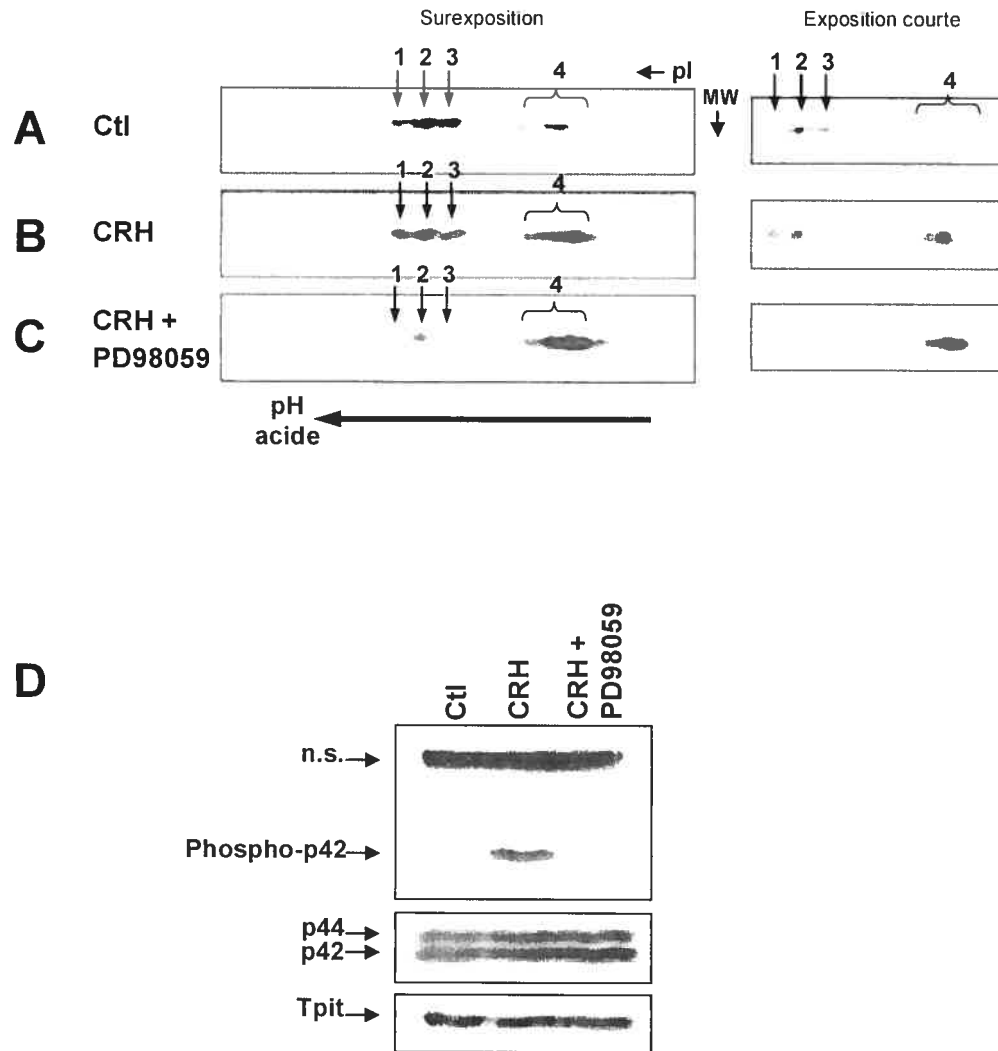 Surexposition
Exposition courte
1 2 3
4
← pI
MW
1 2 3
4
A
Ctl
1 2 3
4
B
CRH
1 2 3
4
C
CRH +
PD98059
pH
acide
D
Ctl
CRH
CRH +
PD98059
n.s.
Phospho-p42
p44
p42
Tpit